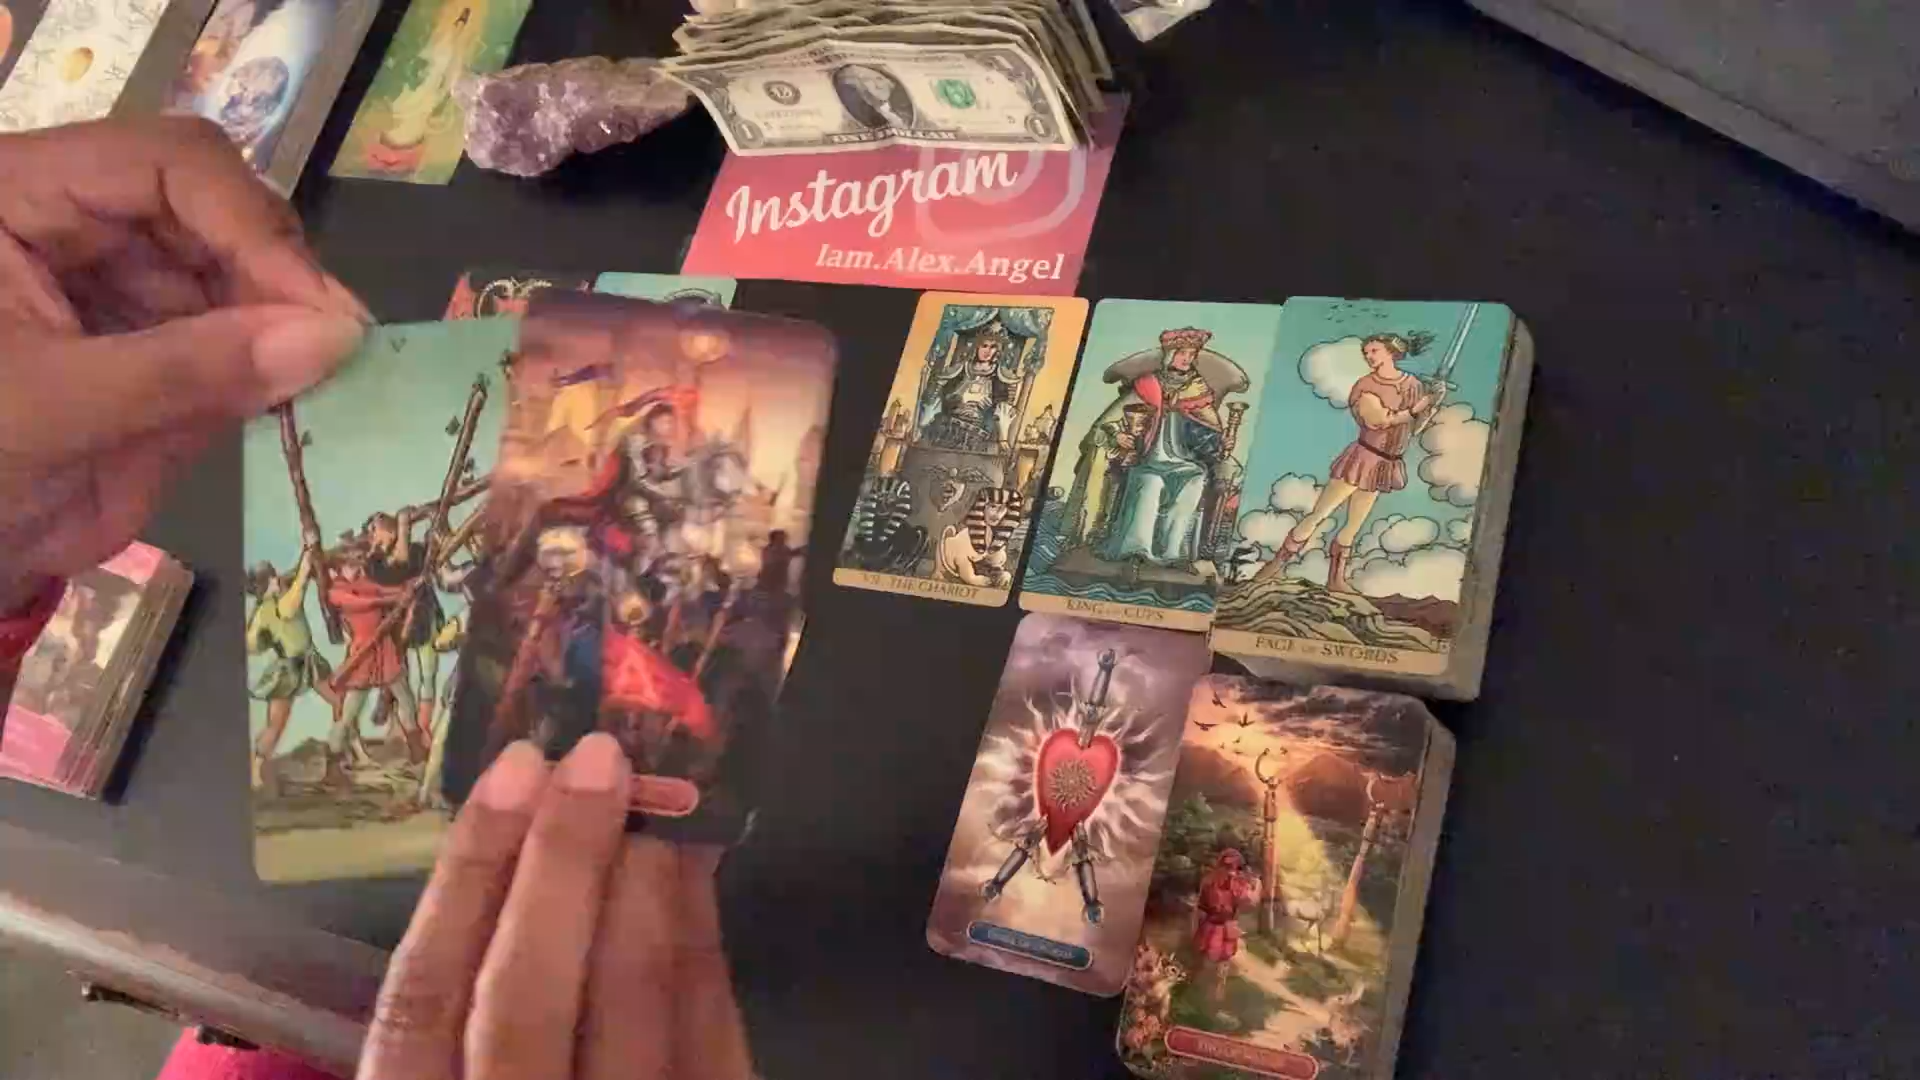 ONE DOLLAR
Instagram
Iam.Alex.Angel
V
VII. THE CHARIOT
KING OF CUPS
PAGE OF SWORDS